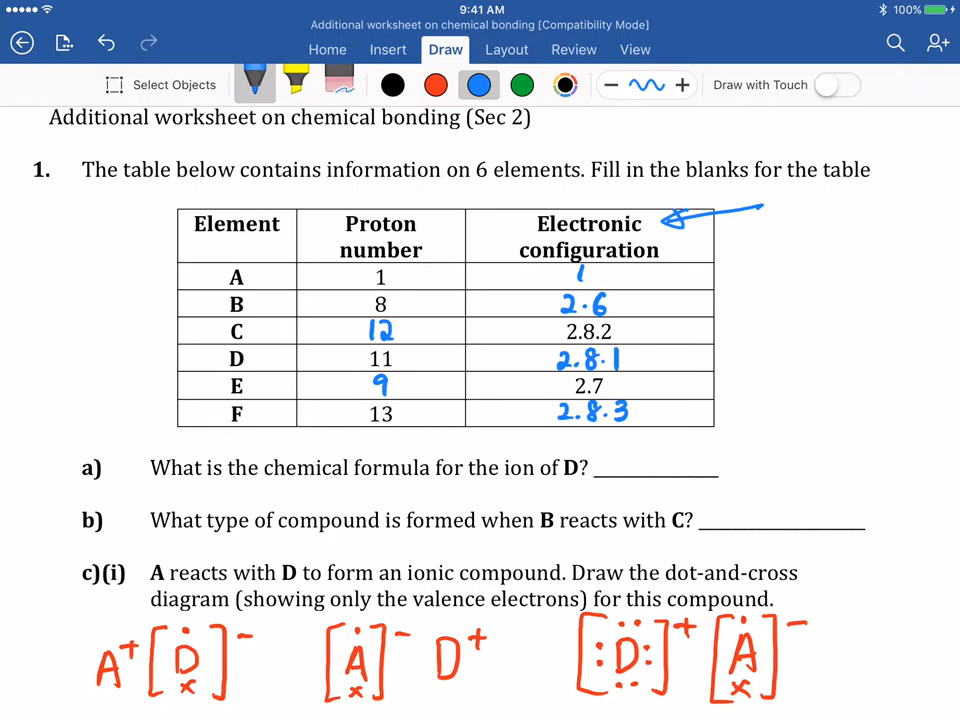 9:41 AM
100%
Additional worksheet on chemical bonding [Compatibility Mode]
Home Insert Draw Layout Review View
Select Objects
Draw with Touch
Additional worksheet on chemical bonding (Sec 2)
1. The table below contains information on 6 elements. Fill in the blanks for the table
Element Proton number Electronic configuration
A 1 1
B 8 2.6
C 12 2.8.2
D 11 2.8.1
E 9 2.7
F 13 2.8.3
a) What is the chemical formula for the ion of D? ______________
b) What type of compound is formed when B reacts with C? ___________________
c)(i) A reacts with D to form an ionic compound. Draw the dot-and-cross
diagram (showing only the valence electrons) for this compound.
A+ [D]- [A]- D+ [D]+ [A]-